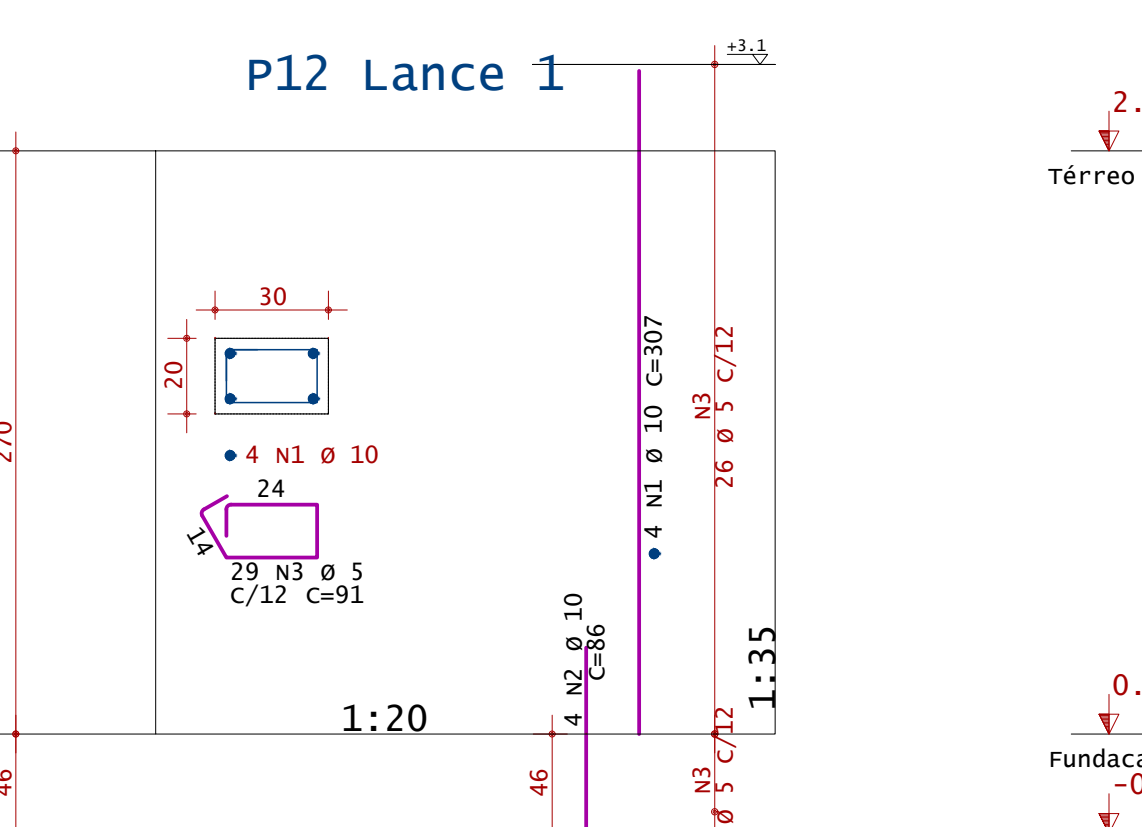 P12 Lance 1
+3.1
2.
Térreo
30
20
270
4 N1 Ø 10
24
14
29 N3 Ø 5
C/12 C=91
4 N1 Ø 10 C=307
N3
26 Ø 5 C/12
4 N2 Ø 10
C=86
1:20
1:35
0.
46
46
N3
Ø 5 C/12
-0